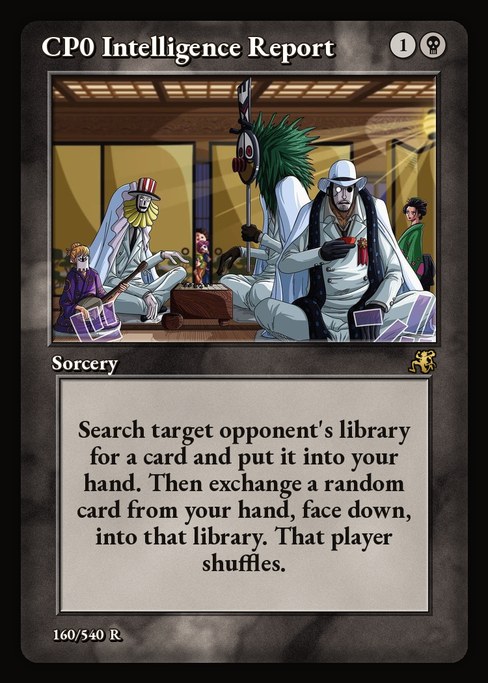 CP0 Intelligence Report 1
Sorcery
Search target opponent's library
for a card and put it into your
hand. Then exchange a random
card from your hand, face down,
into that library. That player
shuffles.
160/540 R